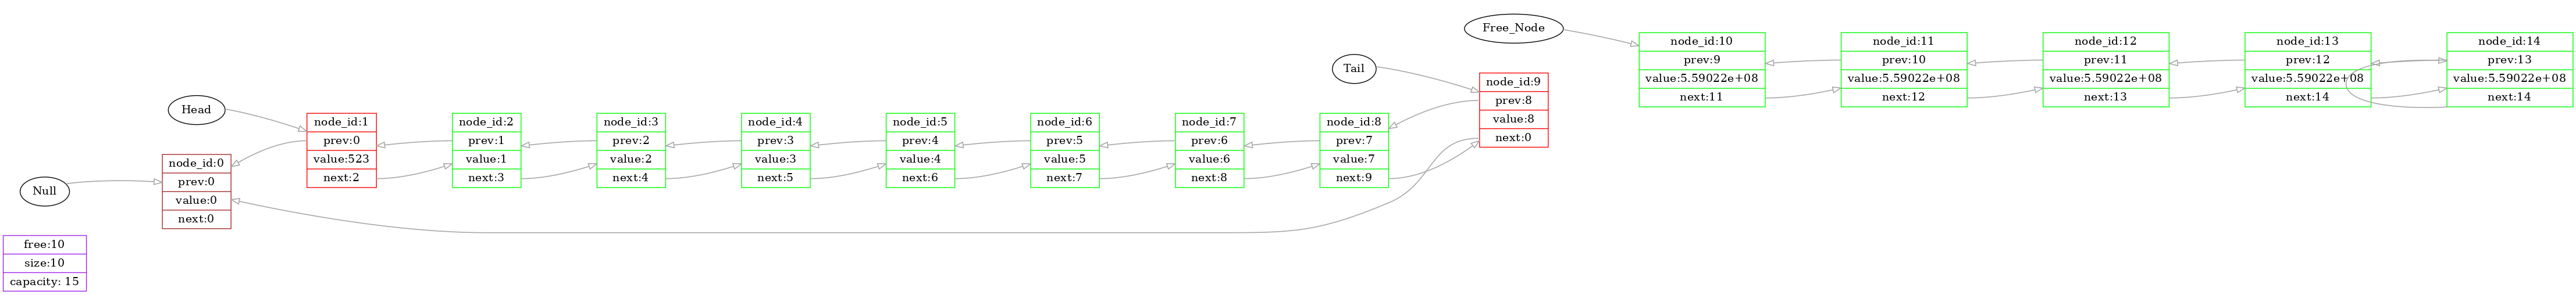 Null
node_id:0
prev:0
value:0
next:0
free:10
size:10
capacity: 15
Head
node_id:1
prev:0
value:523
next:2
node_id:2
prev:1
value:1
next:3
node_id:3
prev:2
value:2
next:4
node_id:4
prev:3
value:3
next:5
node_id:5
prev:4
value:4
next:6
node_id:6
prev:5
value:5
next:7
node_id:7
prev:6
value:6
next:8
node_id:8
prev:7
value:7
next:9
Tail
node_id:9
prev:8
value:8
next:0
Free_Node
node_id:10
prev:9
value:5.59022e+08
next:11
node_id:11
prev:10
value:5.59022e+08
next:12
node_id:12
prev:11
value:5.59022e+08
next:13
node_id:13
prev:12
value:5.59022e+08
next:14
node_id:14
prev:13
value:5.59022e+08
next:14